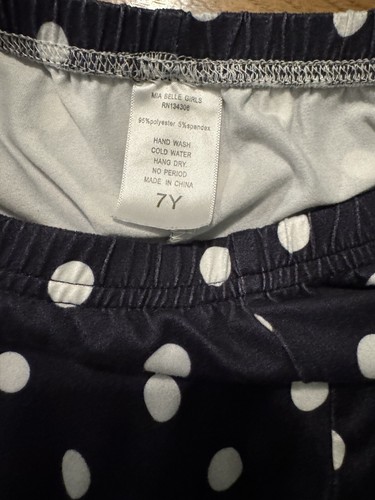 MIA BELLE GIRLS
RN134306
95%polyester 5%spandex
HAND WASH
COLD WATER
HANG DRY
NO PERIOD
MADE IN CHINA
7Y